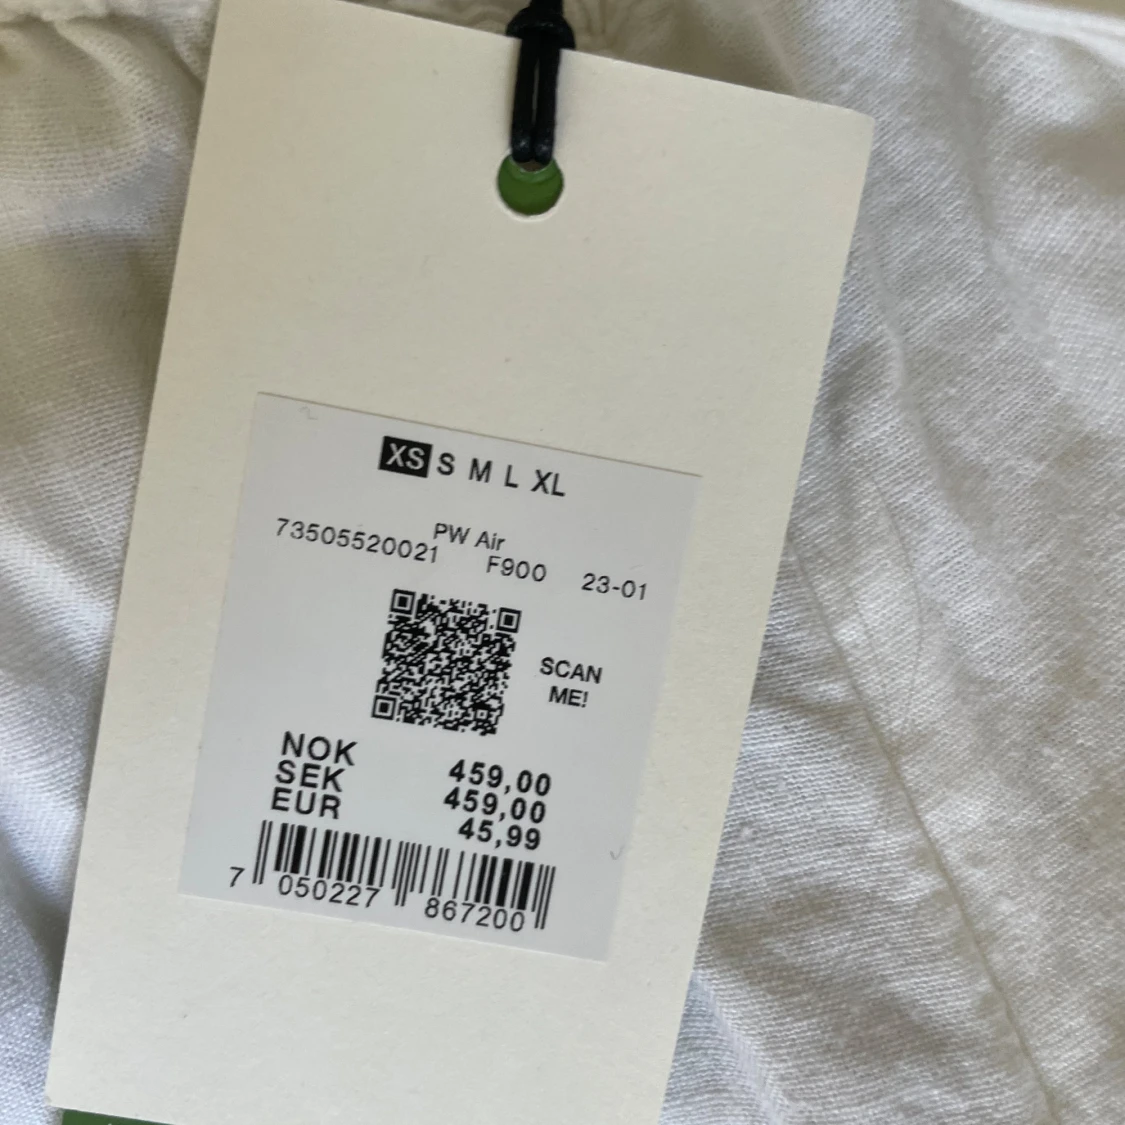 XS S M L XL
PW Air
73505520021 F900 23-01
SCAN
ME!
NOK 459,00
SEK 459,00
EUR 45,99
7 050227 867200